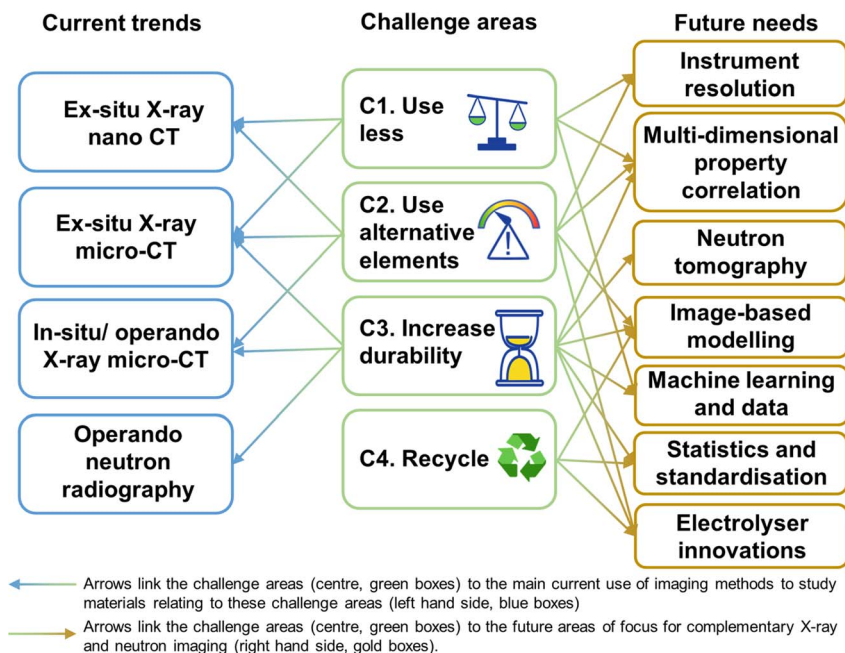 Current trends
Challenge areas
Future needs
Ex-situ X-ray
nano CT
Ex-situ X-ray
micro-CT
In-situ/ operando
X-ray micro-CT
Operando
neutron
radiography
C1. Use
less
C2. Use
alternative
elements
C3. Increase
durability
C4. Recycle
Instrument
resolution
Multi-dimensional
property
correlation
Neutron
tomography
Image-based
modelling
Machine learning
and data
Statistics and
standardisation
Electrolyser
innovations
Arrows link the challenge areas (centre, green boxes) to the main current use of imaging methods to study
materials relating to these challenge areas (left hand side, blue boxes)
Arrows link the challenge areas (centre, green boxes) to the future areas of focus for complementary X-ray
and neutron imaging (right hand side, gold boxes).